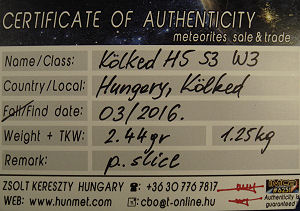 CERTIFICATE OF AUTHENTICITY
meteorites sale & trade
Name/Class: Kölked H5 S3 W3
Country/Local: Hungary, Kölked
Fall/Find date: 03/2016.
Weight + TKW: 2.44gr 1.25kg
Remark: p. slice
ZSOLT KERESZTY HUNGARY ☎: +36 30 776 7817
WEB: www.hunmet.com ✉: cbo@t-online.hu
Authenticity is guaranteed